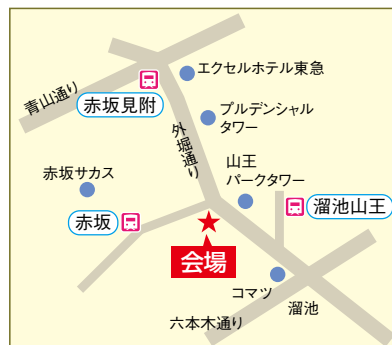 エクセルホテル東急
青山通り
赤坂見附
プルデンシャル
タワー
外堀通り
赤坂サカス
山王
パークタワー
赤坂
溜池山王
会場
コマツ
溜池
六本木通り